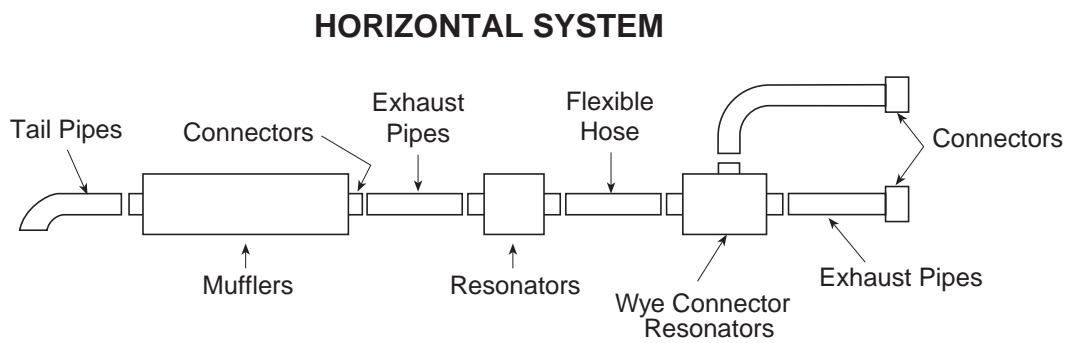 HORIZONTAL SYSTEM
Tail Pipes
Connectors
Exhaust
Pipes
Flexible
Hose
Connectors
Mufflers
Resonators
Wye Connector
Resonators
Exhaust Pipes